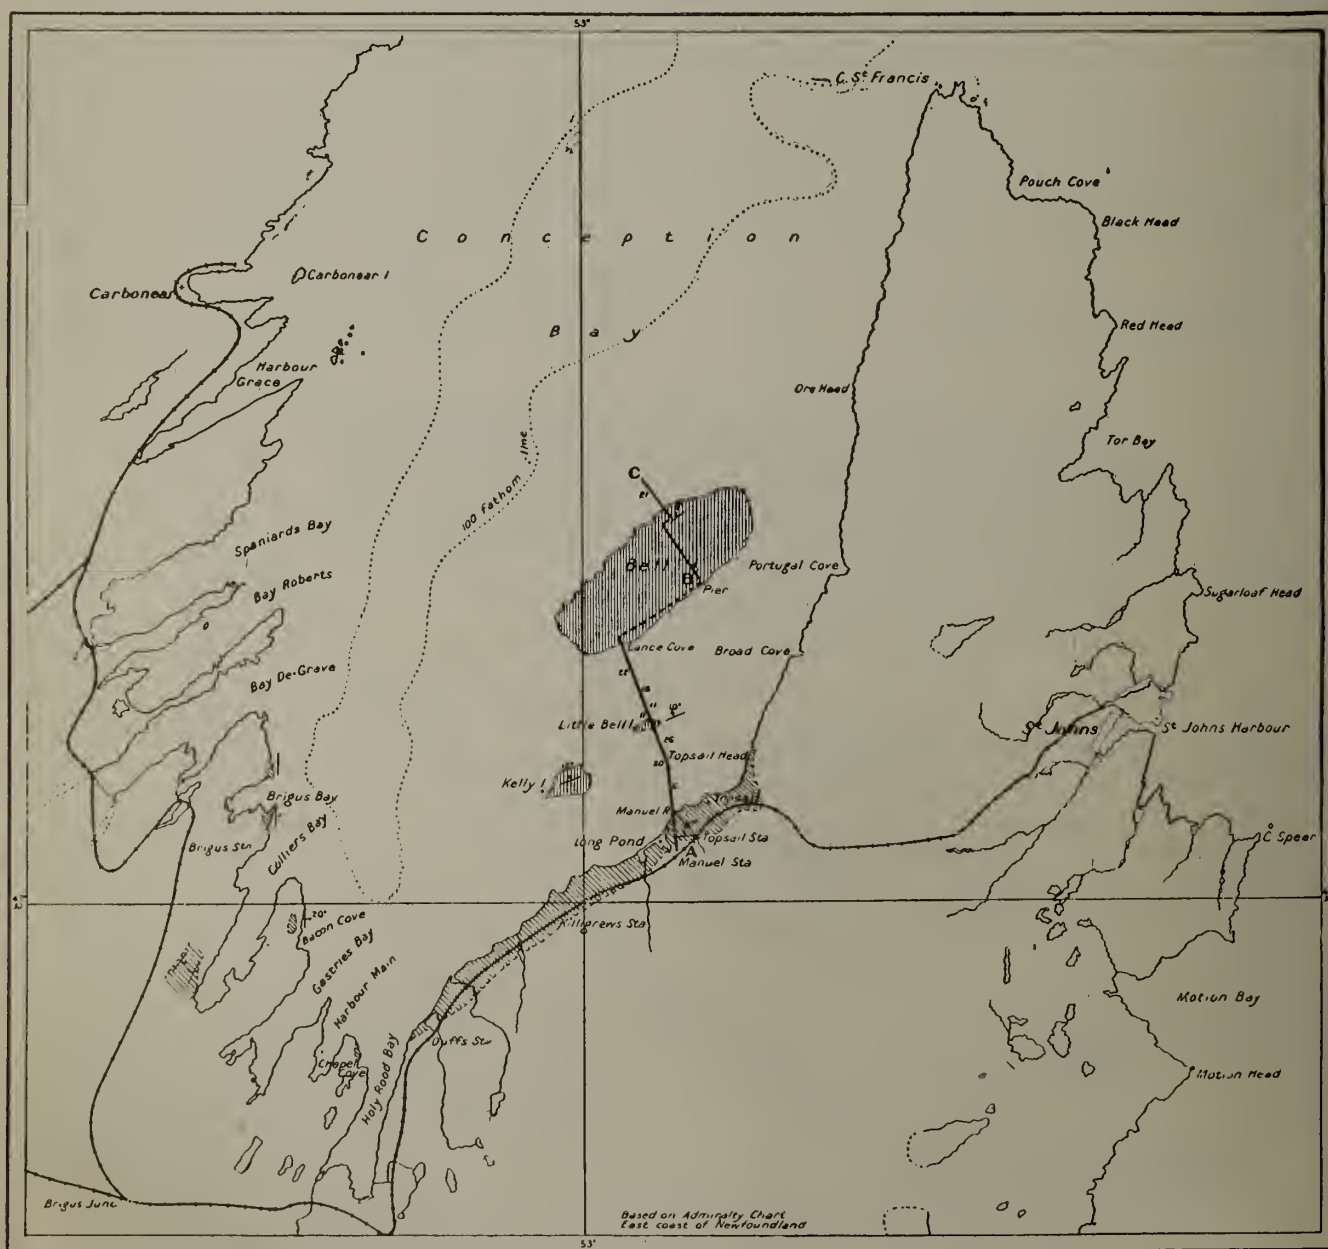 53°
C. St Francis
Pouch Cove
Black Head
Conception
Carbonear I
Carbonear
Red Head
Bay
Harbour
Grace
Ore Head
Tor Bay
line
C
100 Fathom
Spaniards Bay
Bell
Portugal Cove
B
Bay Roberts
Pier
Sugarloaf Head
Lance Cove
Broad Cove
Bay De-Grave
Little Bell I
St Johns
St Johns Harbour
Topsail Head
Kelly I
Brigus Bay
Manuel R
Brigus Stn
Colliers Bay
Long Pond
Topsail Sta
C Spear
A
Manuel Sta
20°
Bacon Cove
Killigrews Sta
Gastries Bay
Harbour Main
Motion Bay
Duffs Sta
Holy Rood Bay
Motion Head
Brigus Junc
Based on Admiralty Chart
East coast of Newfoundland
53°